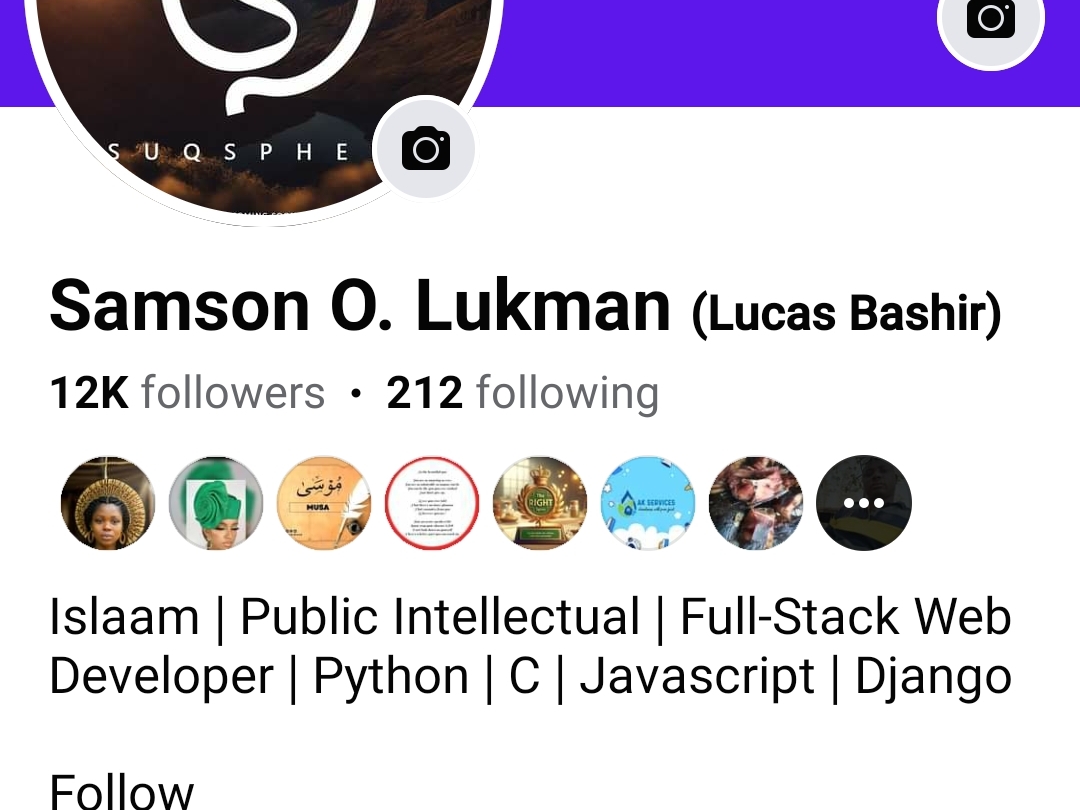 SUQSPHE
Samson O. Lukman (Lucas Bashir)
12K followers • 212 following
مُوْسَى
MUSA
The
RIGHT
AK SERVICES
Islaam | Public Intellectual | Full-Stack Web
Developer | Python | C | Javascript | Django
Follow